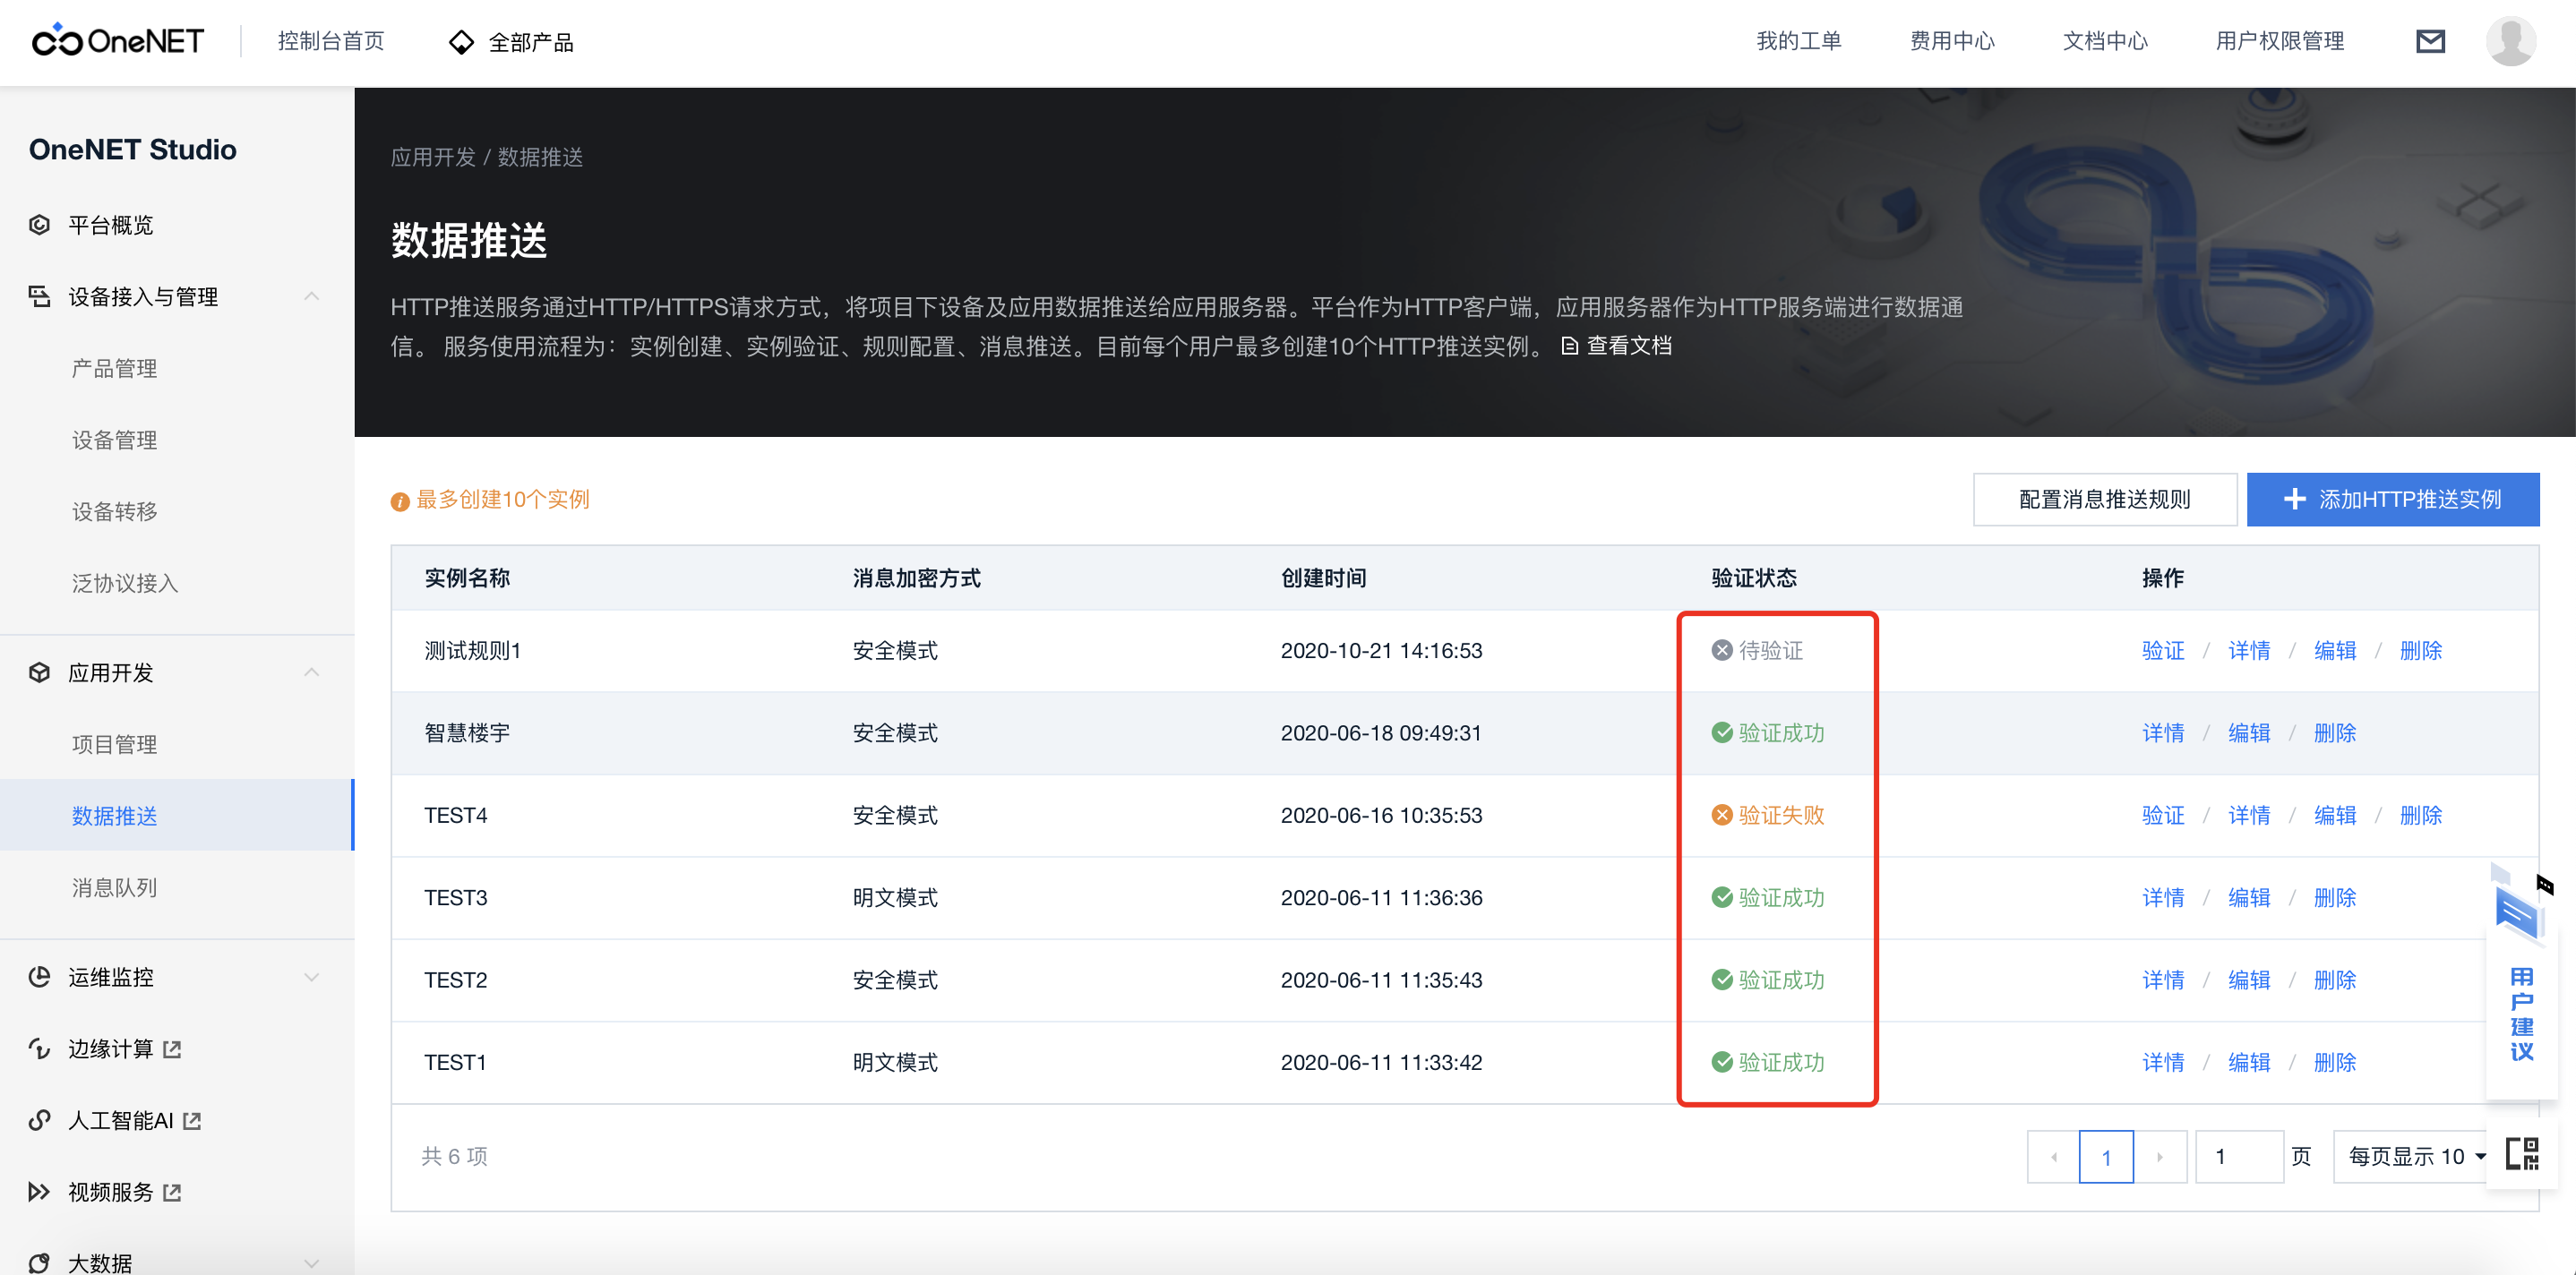 OneNET 控制台首页 全部产品 我的工单 费用中心 文档中心 用户权限管理
OneNET Studio
平台概览
设备接入与管理
产品管理
设备管理
设备转移
泛协议接入
应用开发
项目管理
数据推送
消息队列
运维监控
边缘计算
人工智能AI
视频服务
大数据
应用开发 / 数据推送
数据推送
HTTP推送服务通过HTTP/HTTPS请求方式，将项目下设备及应用数据推送给应用服务器。平台作为HTTP客户端，应用服务器作为HTTP服务端进行数据通
信。 服务使用流程为：实例创建、实例验证、规则配置、消息推送。目前每个用户最多创建10个HTTP推送实例。 查看文档
最多创建10个实例 配置消息推送规则 添加HTTP推送实例
实例名称 消息加密方式 创建时间 验证状态 操作
测试规则1 安全模式 2020-10-21 14:16:53 待验证 验证 / 详情 / 编辑 / 删除
智慧楼宇 安全模式 2020-06-18 09:49:31 验证成功 详情 / 编辑 / 删除
TEST4 安全模式 2020-06-16 10:35:53 验证失败 验证 / 详情 / 编辑 / 删除
TEST3 明文模式 2020-06-11 11:36:36 验证成功 详情 / 编辑 / 删除
TEST2 安全模式 2020-06-11 11:35:43 验证成功 详情 / 编辑 / 删除
TEST1 明文模式 2020-06-11 11:33:42 验证成功 详情 / 编辑 / 删除
共 6 项 1 1 页 每页显示 10
用户建议